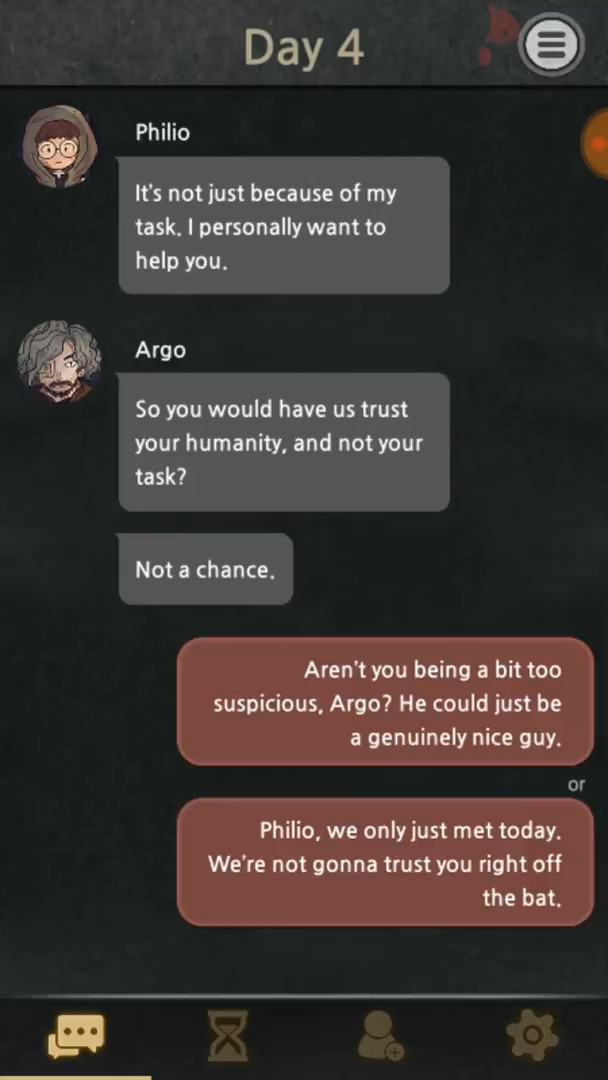 Day 4
Philio
It's not just because of my
task. I personally want to
help you.
Argo
So you would have us trust
your humanity, and not your
task?
Not a chance.
Aren't you being a bit too
suspicious, Argo? He could just be
a genuinely nice guy.
or
Philio, we only just met today.
We're not gonna trust you right off
the bat.